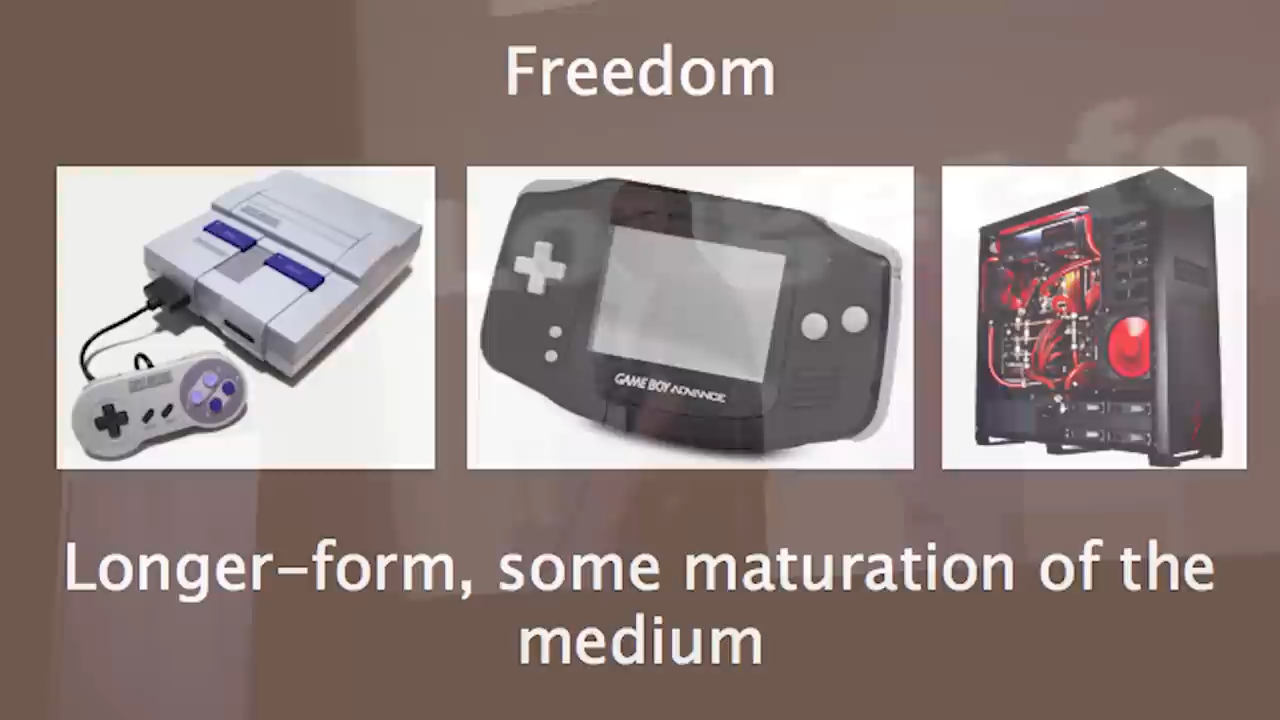 Freedom
GAME BOY ADVANCE
Longer-form, some maturation of the
medium